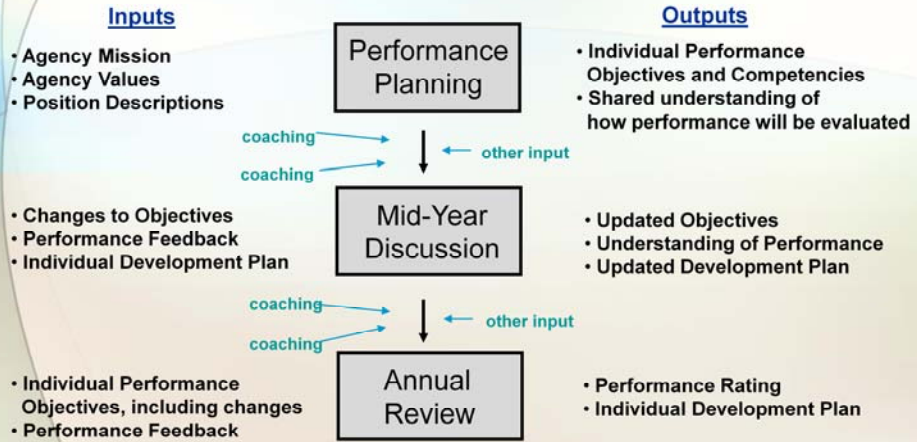 Inputs
Outputs
• Agency Mission
• Agency Values
• Position Descriptions
Performance
Planning
• Individual Performance
Objectives and Competencies
• Shared understanding of
how performance will be evaluated
coaching
coaching
other input
• Changes to Objectives
• Performance Feedback
• Individual Development Plan
Mid-Year
Discussion
• Updated Objectives
• Understanding of Performance
• Updated Development Plan
coaching
coaching
other input
• Individual Performance
Objectives, including changes
• Performance Feedback
Annual
Review
• Performance Rating
• Individual Development Plan